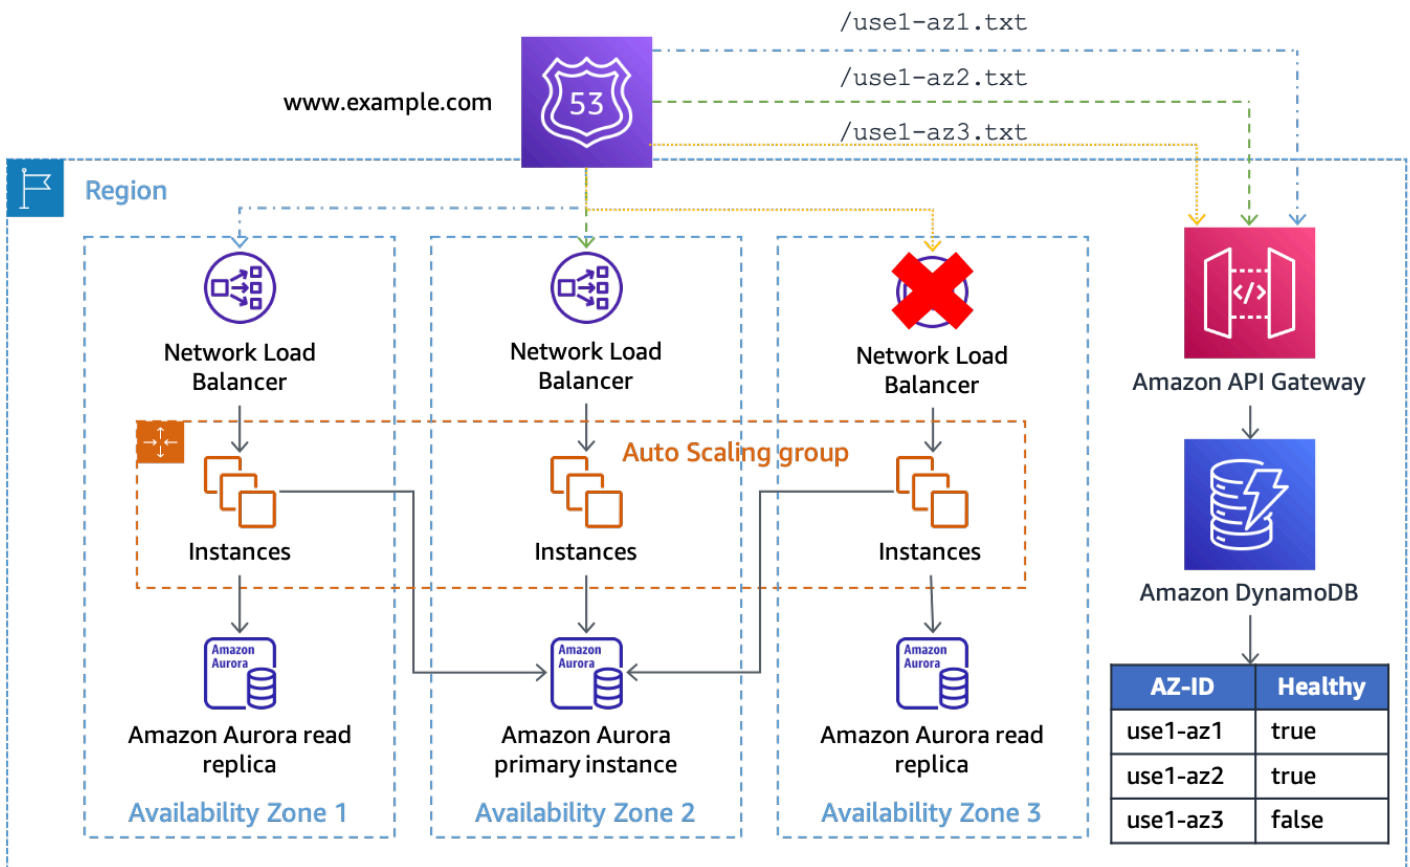 /use1-az1.txt
www.example.com
53
/use1-az2.txt
/use1-az3.txt
Region
Network Load
Balancer
Network Load
Balancer
Network Load
Balancer
Amazon API Gateway
Auto Scaling group
Instances
Instances
Instances
Amazon DynamoDB
Amazon
Aurora
Amazon Aurora read
replica
Amazon
Aurora
Amazon Aurora
primary instance
Amazon
Aurora
Amazon Aurora read
replica
Availability Zone 1
Availability Zone 2
Availability Zone 3
</>
AZ-ID Healthy
use1-az1 true
use1-az2 true
use1-az3 false